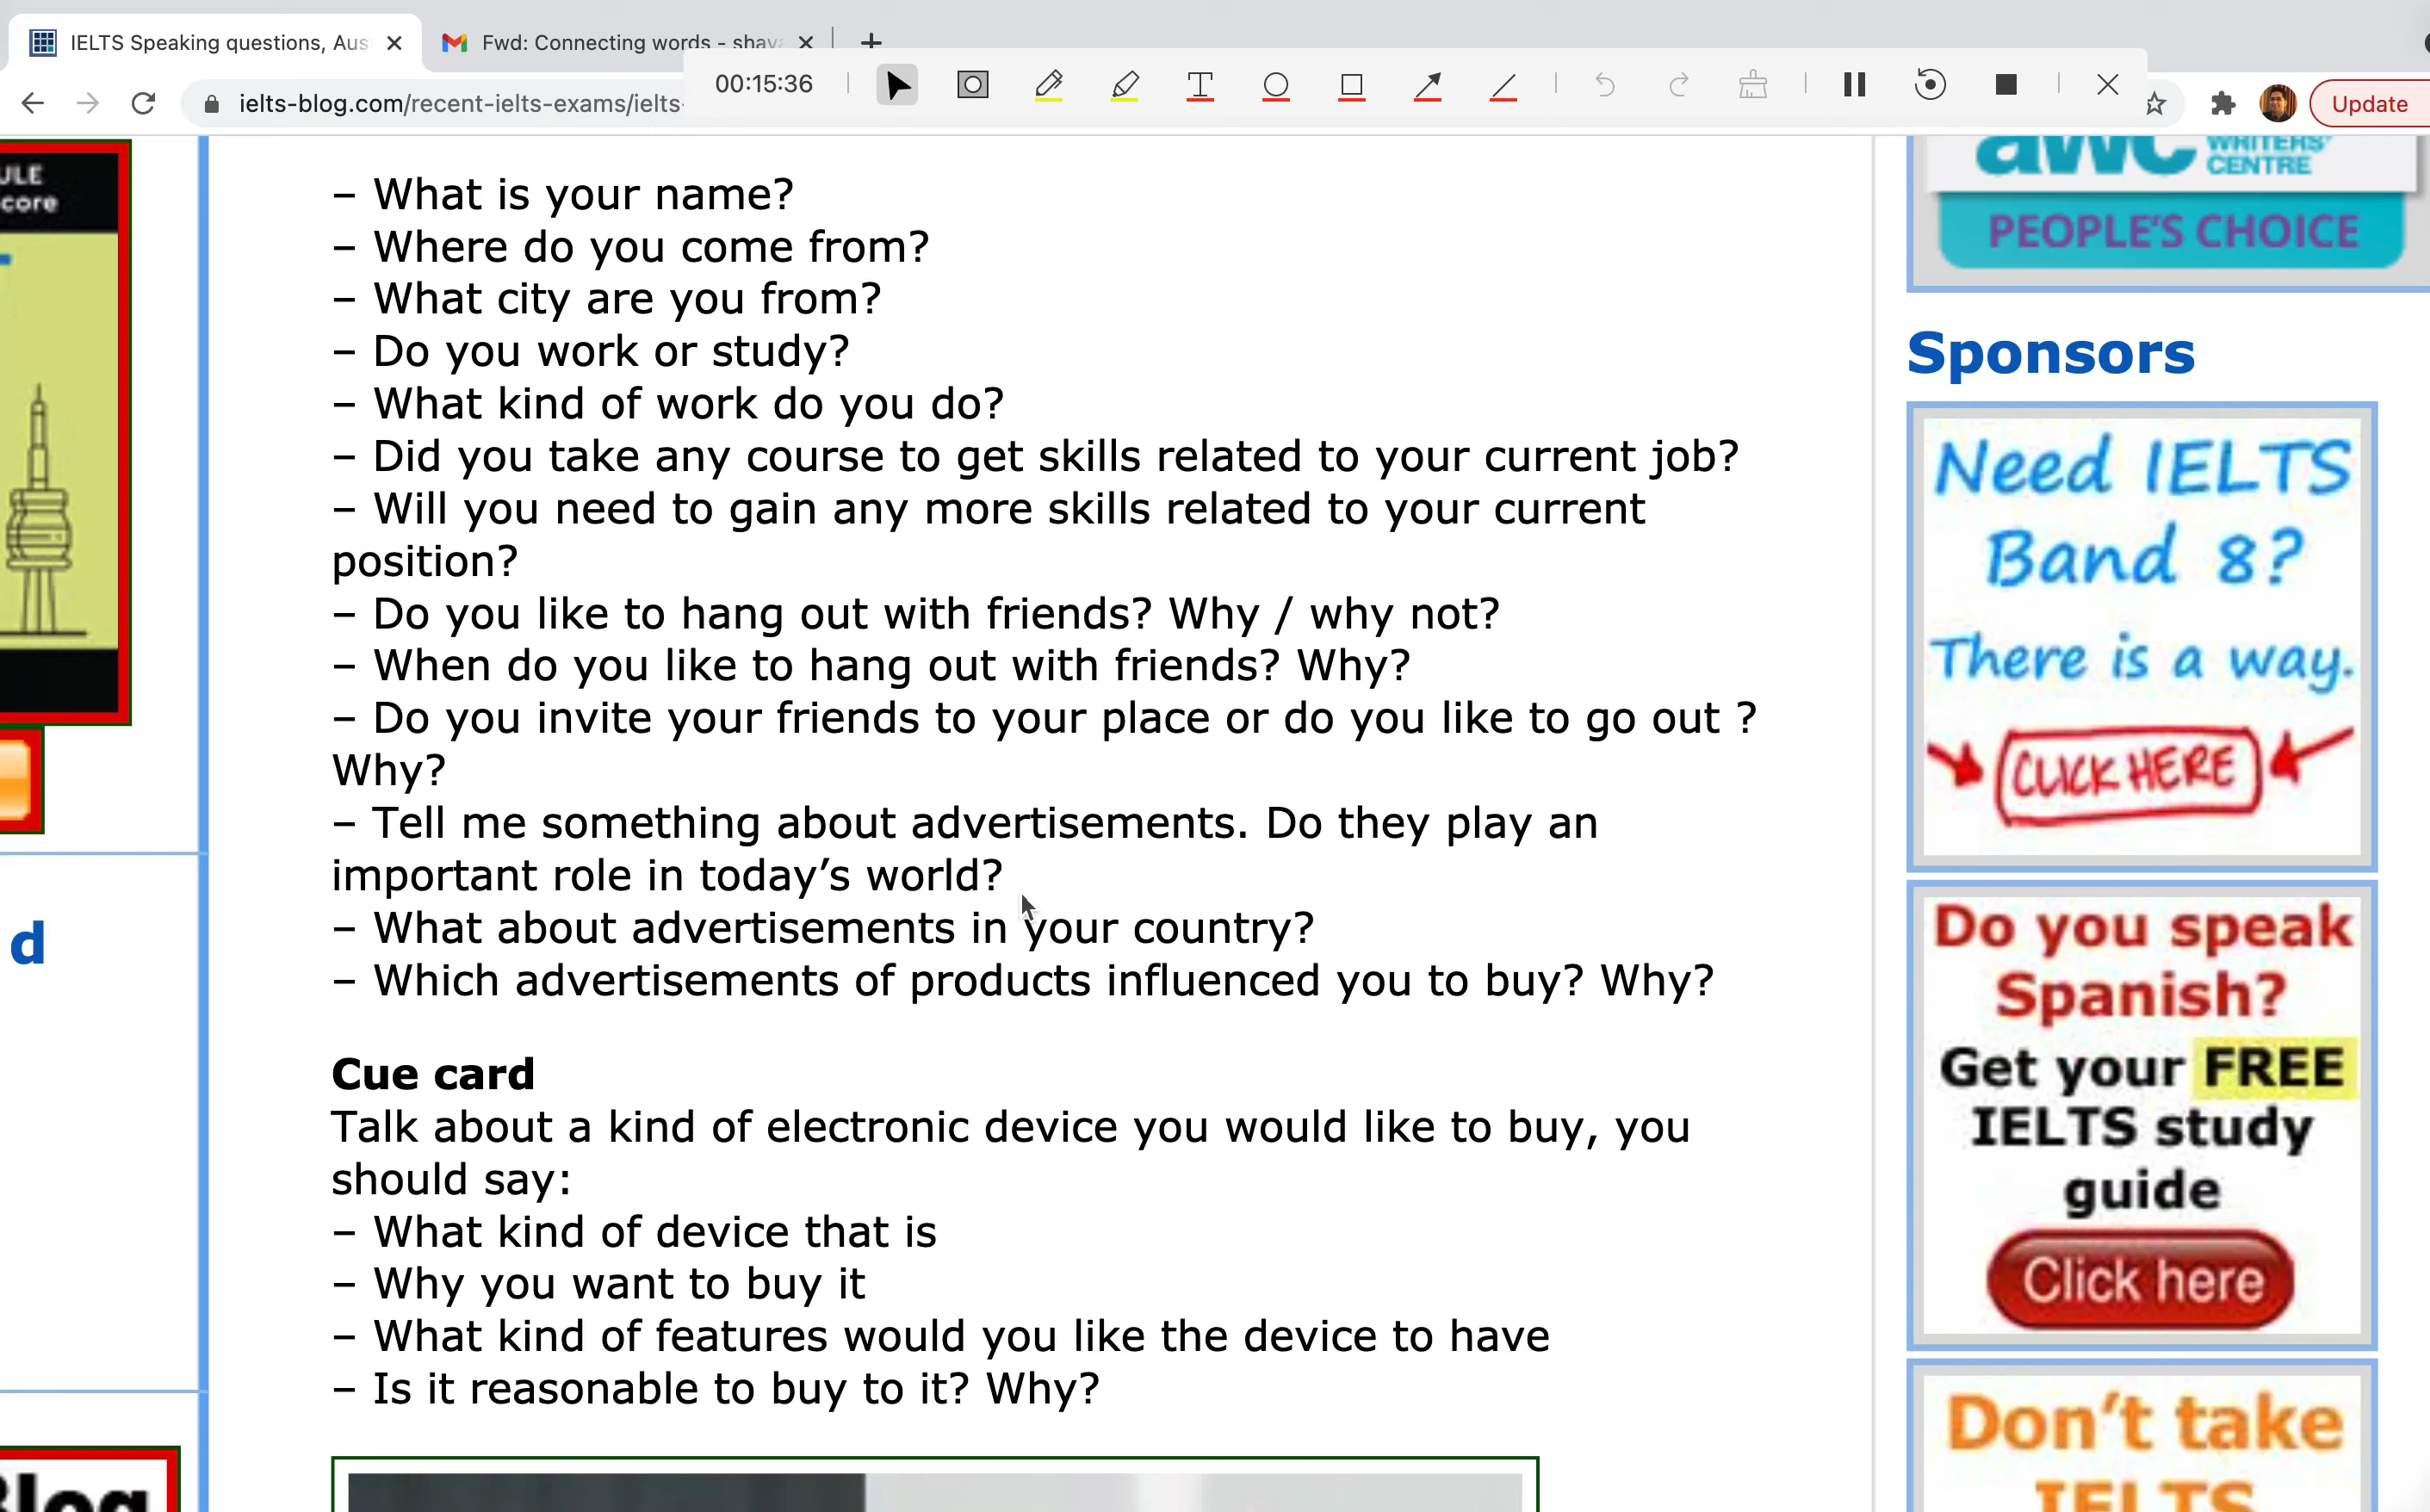 IELTS Speaking questions, Aus
Fwd: Connecting words - shava
00:15:36
ielts-blog.com/recent-ielts-exams/ielts-
Update
ULE
core
– What is your name?
– Where do you come from?
– What city are you from?
– Do you work or study?
– What kind of work do you do?
– Did you take any course to get skills related to your current job?
– Will you need to gain any more skills related to your current
position?
– Do you like to hang out with friends? Why / why not?
– When do you like to hang out with friends? Why?
– Do you invite your friends to your place or do you like to go out ?
Why?
– Tell me something about advertisements. Do they play an
important role in today’s world?
– What about advertisements in your country?
– Which advertisements of products influenced you to buy? Why?
Cue card
Talk about a kind of electronic device you would like to buy, you
should say:
– What kind of device that is
– Why you want to buy it
– What kind of features would you like the device to have
– Is it reasonable to buy to it? Why?
d
Blog
awc WRITERS'
CENTRE
PEOPLE'S CHOICE
Sponsors
Need IELTS
Band 8?
There is a way.
CLICK HERE
Do you speak
Spanish?
Get your FREE
IELTS study
guide
Click here
Don't take
IELTS